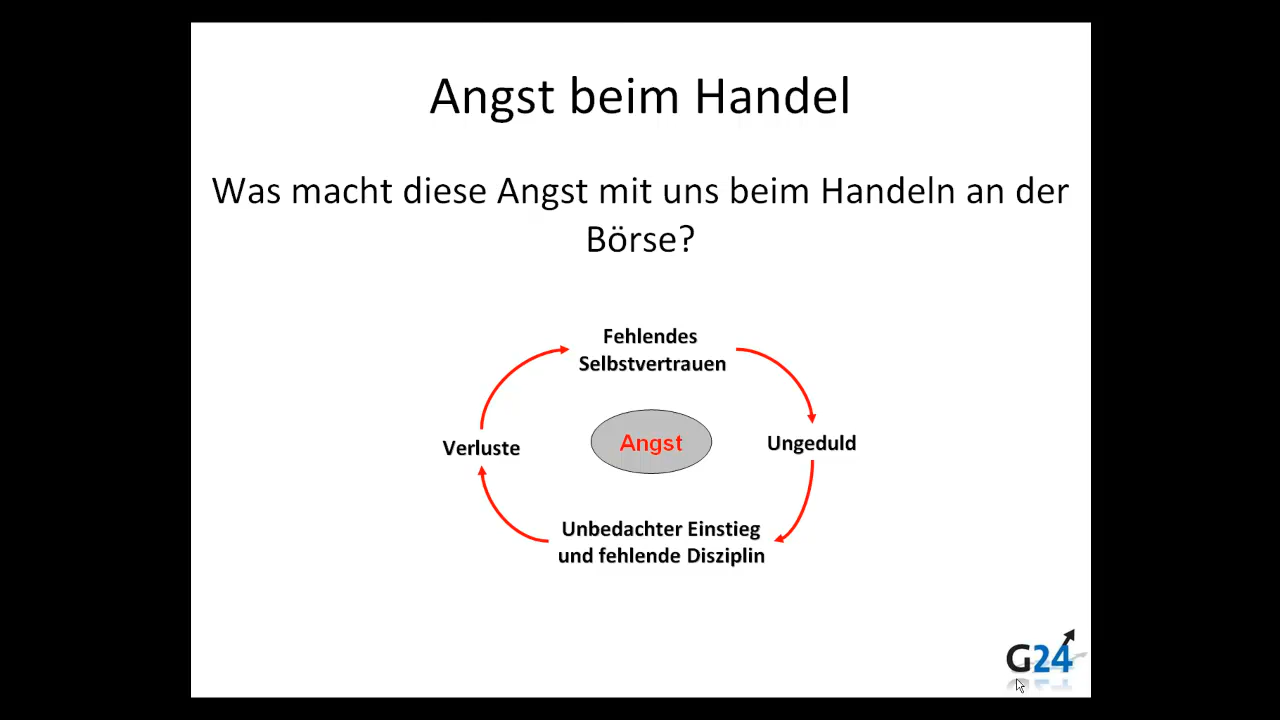 Angst beim Handel
Was macht diese Angst mit uns beim Handeln an der
Börse?
Fehlendes
Selbstvertrauen
Angst
Verluste
Ungeduld
Unbedachter Einstieg
und fehlende Disziplin
G24